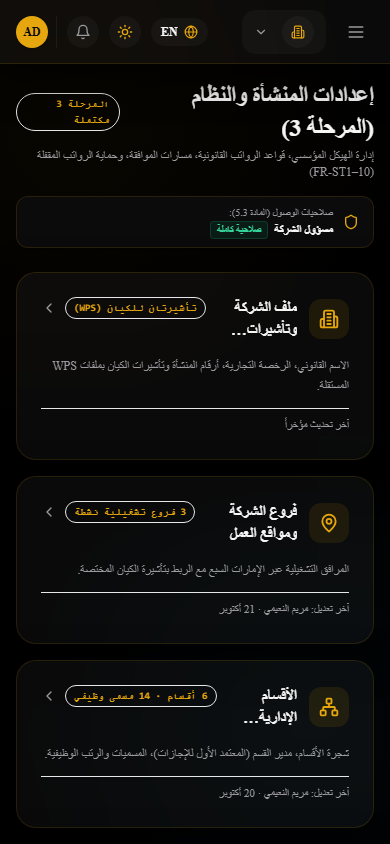 AD
EN
إعدادات المنشأة والنظام
(المرحلة 3)
المرحلة 3
مكتملة
إدارة الهيكل المؤسسي، قواعد الرواتب القانونية، مسارات الموافقة، وحماية الرواتب المقفلة
(FR-ST1–10)
صلاحيات الوصول (المادة 5.3):
مسؤول الشركة صلاحية كاملة
ملف الشركة
وتأشيرات...
تأشيرتان للكيان (WPS)
الاسم القانوني، الرخصة التجارية، أرقام المنشأة وتأشيرات الكيان بملفات WPS
المستقلة.
آخر تحديث مؤخراً
فروع الشركة
ومواقع العمل
3 فروع تشغيلية نشطة
المرافق التشغيلية عبر الإمارات السبع مع الربط بتأشيرة الكيان المختصة.
آخر تعديل: مريم النعيمي · 21 أكتوبر
الأقسام
الإدارية...
6 أقسام · 14 مسمى وظيفي
شجرة الأقسام، مدير القسم (المعتمد الأول للإجازات)، المسميات والرتب الوظيفية.
آخر تعديل: مريم النعيمي · 20 أكتوبر